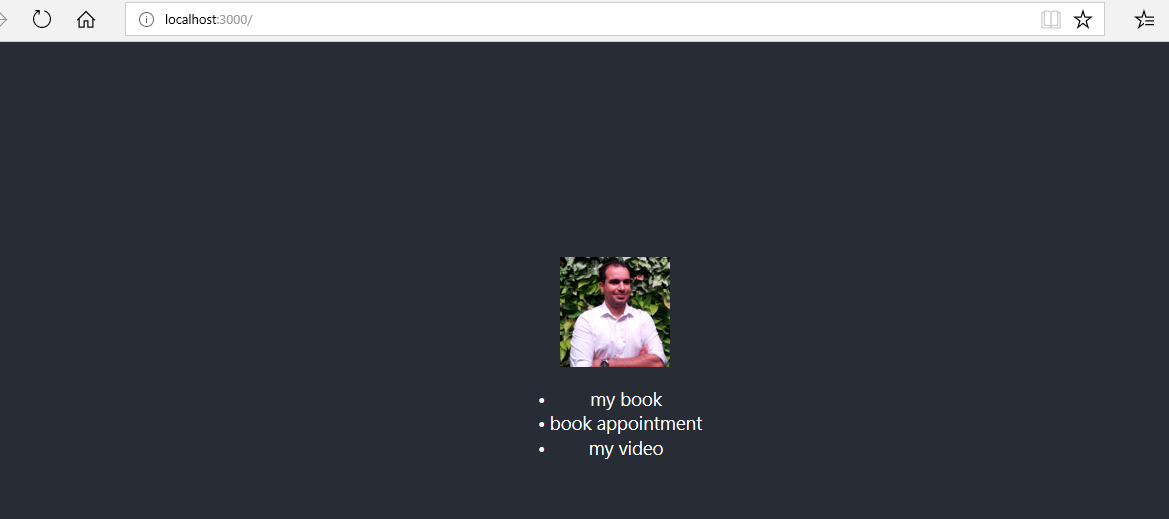 localhost:3000/
• my book
• book appointment
• my video